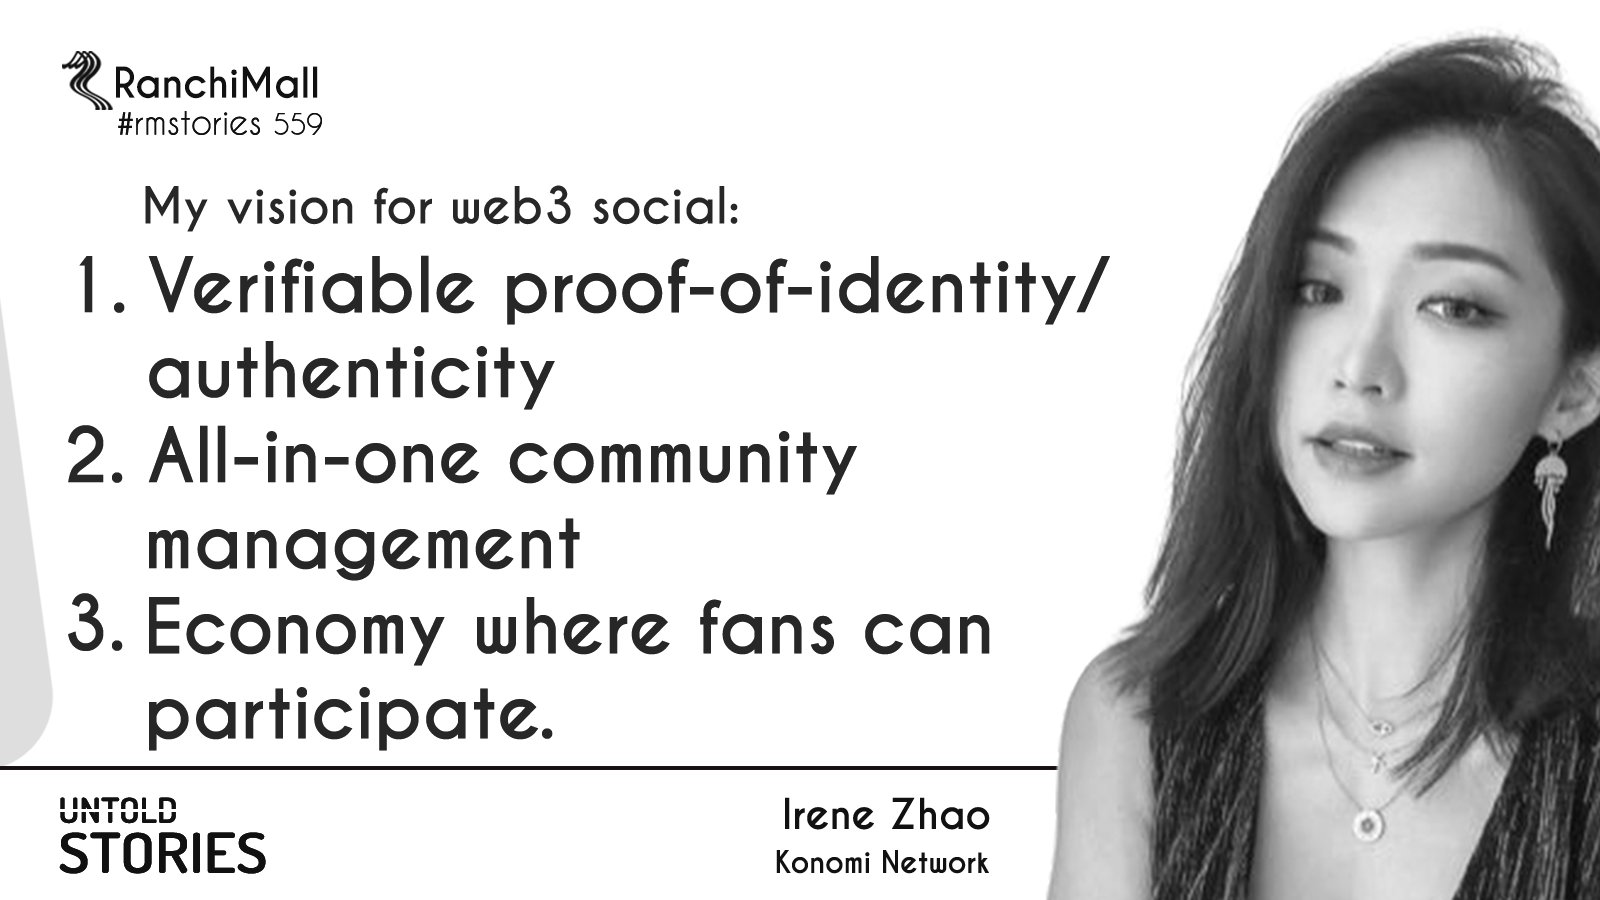 RanchiMall
#rmstories 559
My vision for web3 social:
1. Verifiable proof-of-identity/
authenticity
2. All-in-one community
management
3. Economy where fans can
participate.
UNTOLD
STORIES
Irene Zhao
Konomi Network